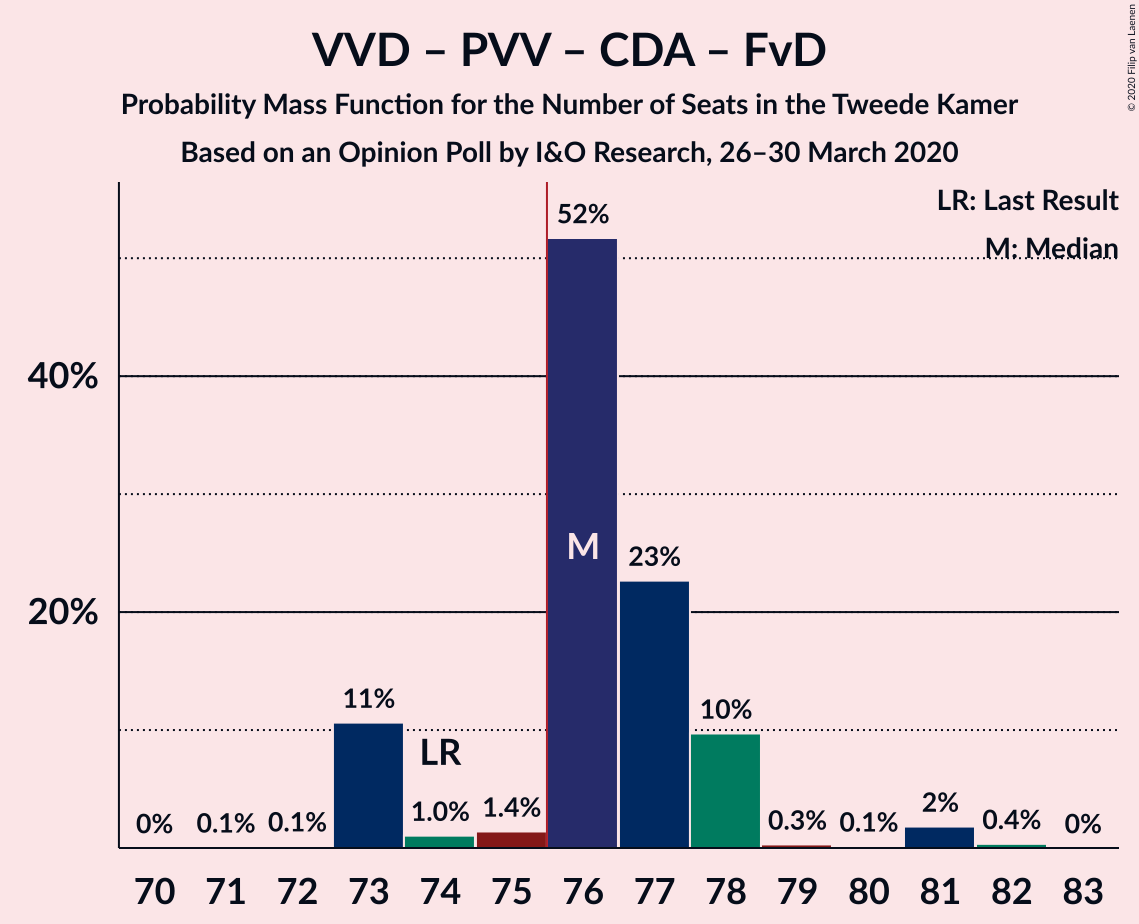 VVD – PVV – CDA – FvD
Probability Mass Function for the Number of Seats in the Tweede Kamer
Based on an Opinion Poll by I&O Research, 26–30 March 2020
© 2020 Filip van Laenen
LR: Last Result
M: Median
40%
20%
0%
0.1%
0.1%
11%
LR
1.0%
1.4%
52%
M
23%
10%
0.3%
0.1%
2%
0.4%
0%
70 71 72 73 74 75 76 77 78 79 80 81 82 83